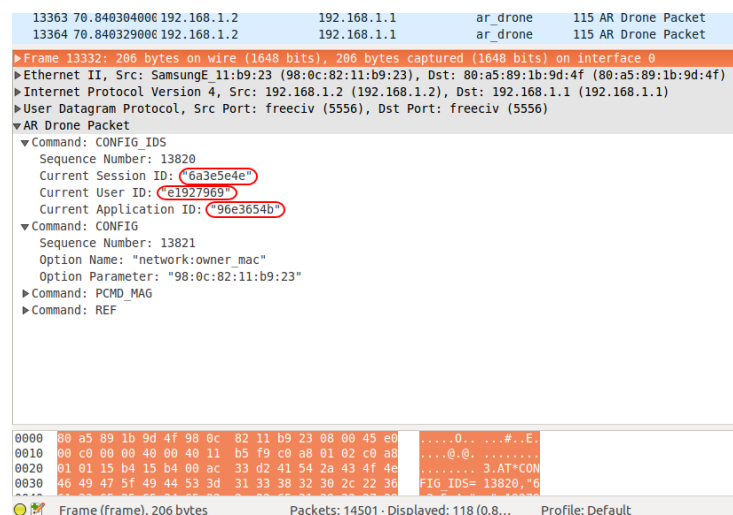 13363 70.840304000 192.168.1.2 192.168.1.1 ar_drone 115 AR Drone Packet
13364 70.840329000 192.168.1.2 192.168.1.1 ar_drone 115 AR Drone Packet
Frame 13332: 206 bytes on wire (1648 bits), 206 bytes captured (1648 bits) on interface 0
Ethernet II, Src: SamsungE_11:b9:23 (98:0c:82:11:b9:23), Dst: 80:a5:89:1b:9d:4f (80:a5:89:1b:9d:4f)
Internet Protocol Version 4, Src: 192.168.1.2 (192.168.1.2), Dst: 192.168.1.1 (192.168.1.1)
User Datagram Protocol, Src Port: freeciv (5556), Dst Port: freeciv (5556)
AR Drone Packet
Command: CONFIG_IDS
Sequence Number: 13820
Current Session ID: "6a3e5e4e"
Current User ID: "e1927969"
Current Application ID: "96e3654b"
Command: CONFIG
Sequence Number: 13821
Option Name: "network:owner_mac"
Option Parameter: "98:0c:82:11:b9:23"
Command: PCMD_MAG
Command: REF
0000 80 a5 89 1b 9d 4f 98 0c 82 11 b9 23 08 00 45 e0 .....O.. ...#..E.
0010 00 c0 00 00 40 00 40 11 b5 f9 c0 a8 01 02 c0 a8 ....@.@. ........
0020 01 01 15 b4 15 b4 00 ac 33 d2 41 54 2a 43 4f 4e ........ 3.AT*CON
0030 46 49 47 5f 49 44 53 3d 31 33 38 32 30 2c 22 36 FIG_IDS= 13820,"6
Frame (frame), 206 bytes Packets: 14501 · Displayed: 118 (0.8... Profile: Default